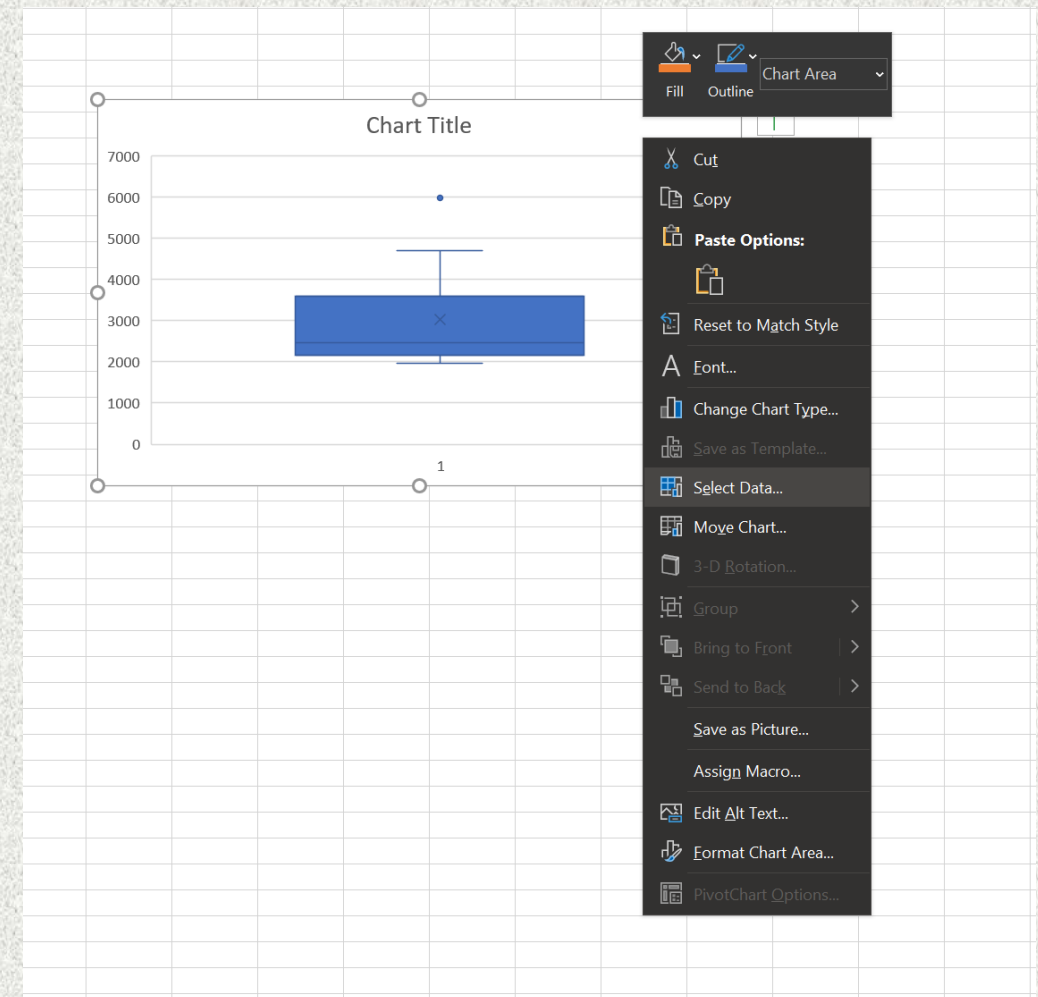 Fill
Outline
Chart Area
Chart Title
7000
6000
5000
4000
3000
2000
1000
0
1
Cut
Copy
Paste Options:
Reset to Match Style
Font...
Change Chart Type...
Save as Template...
Select Data...
Move Chart...
3-D Rotation...
Group
Bring to Front
Send to Back
Save as Picture...
Assign Macro...
Edit Alt Text...
Format Chart Area...
PivotChart Options...